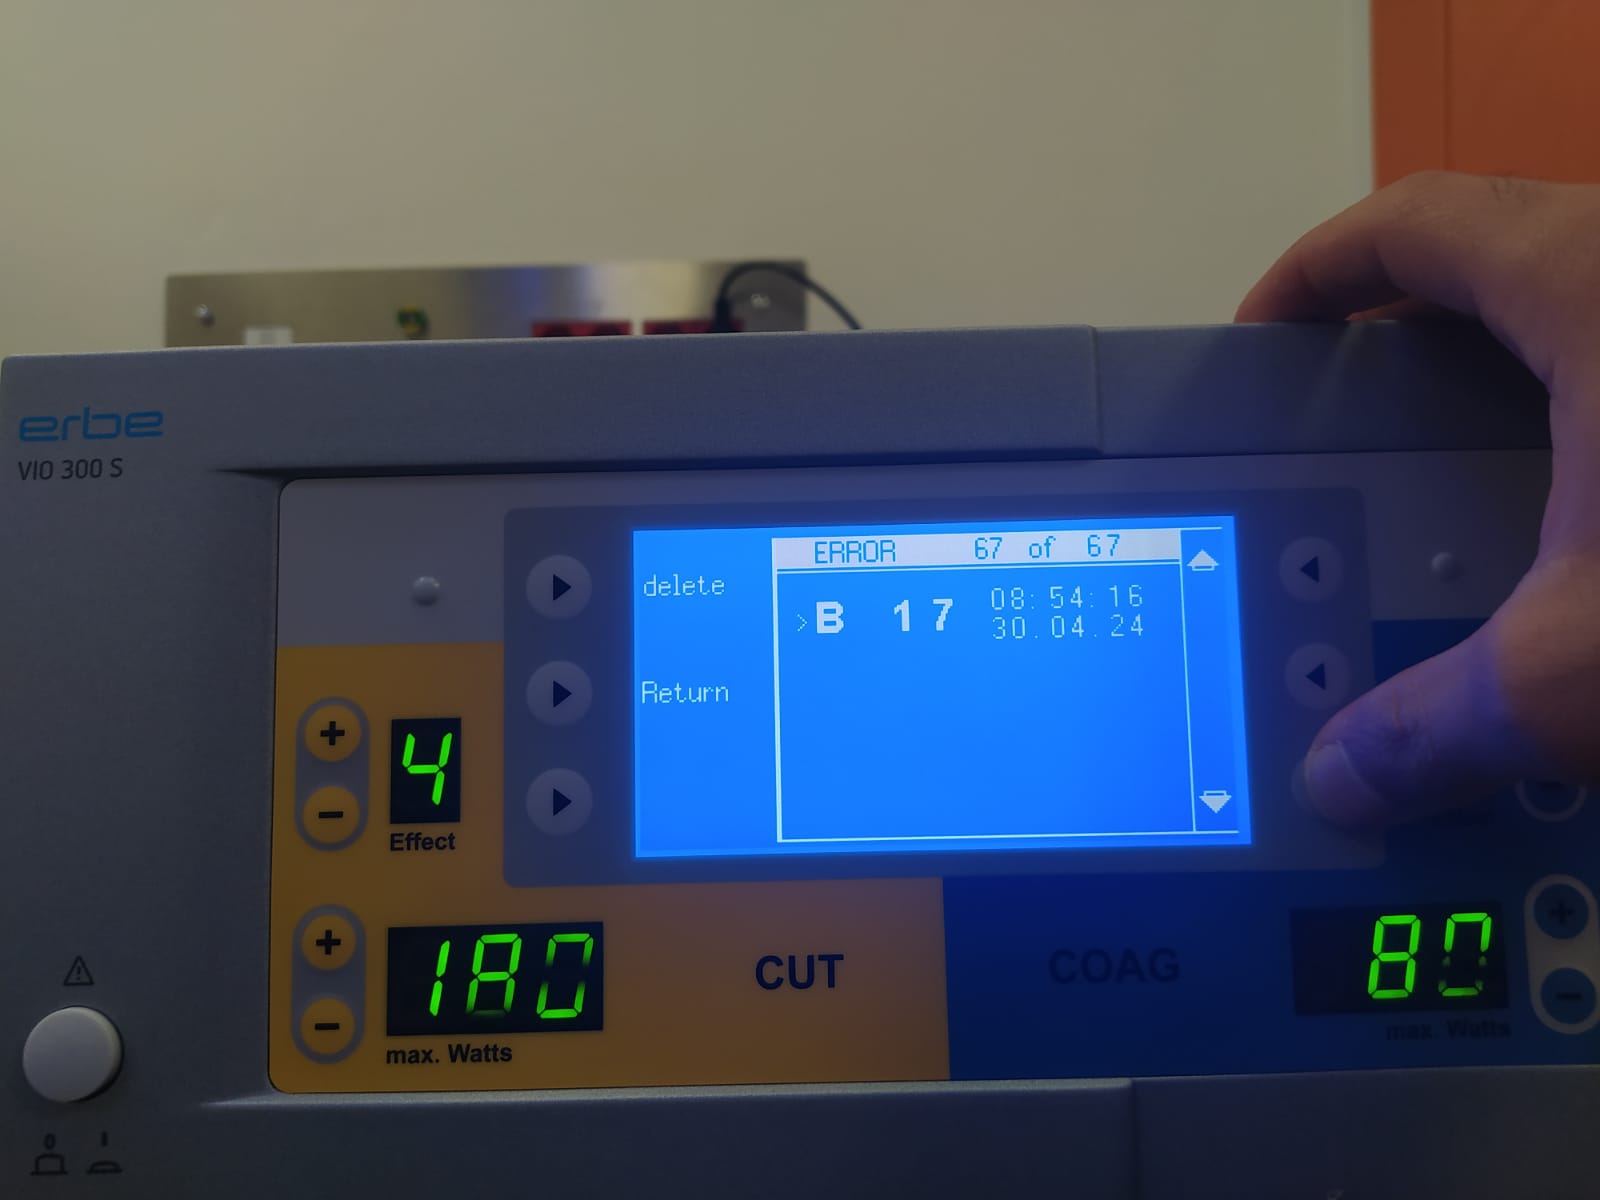 erbe
VIO 300 S
ERROR 67 of 67
delete
>B 17 08:54:16
30.04.24
Return
+
4
−
Effect
+
180
−
max. Watts
CUT
COAG
80
+
−
max. Watts
0 I